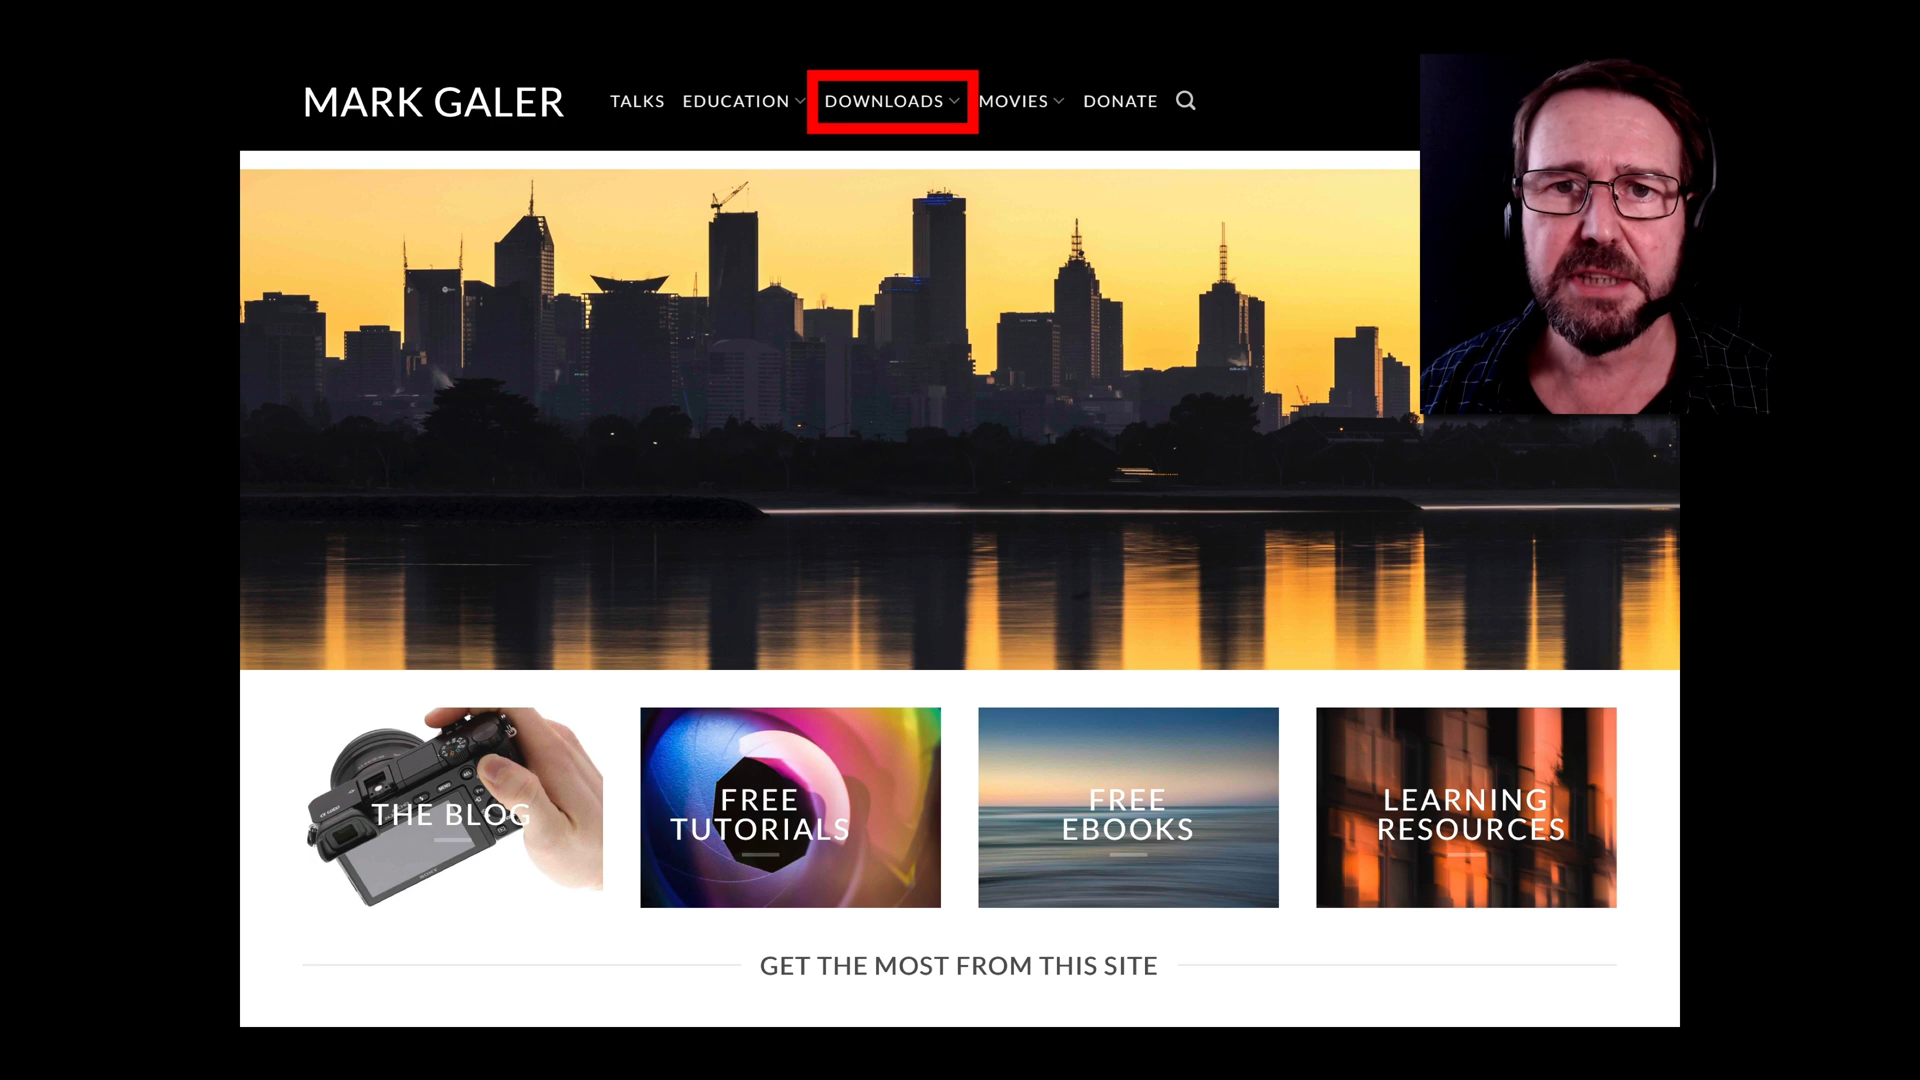 MARK GALER
TALKS EDUCATION DOWNLOADS MOVIES DONATE
THE BLOG
FREE
TUTORIALS
FREE
EBOOKS
LEARNING
RESOURCES
GET THE MOST FROM THIS SITE